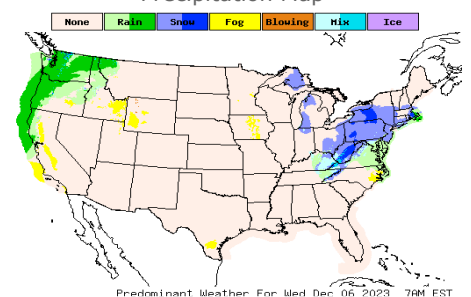 Precipitation Map
None Rain Snow Fog Blowing Mix Ice
Predominant Weather For Wed Dec 06 2023 7AM EST